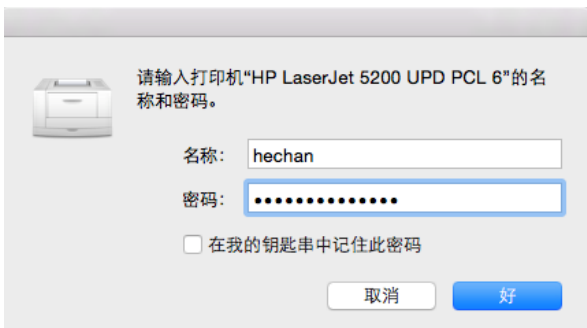 请输入打印机“HP LaserJet 5200 UPD PCL 6”的名
称和密码。
名称： hechan
密码： ••••••••••••••
在我的钥匙串中记住此密码
取消 好